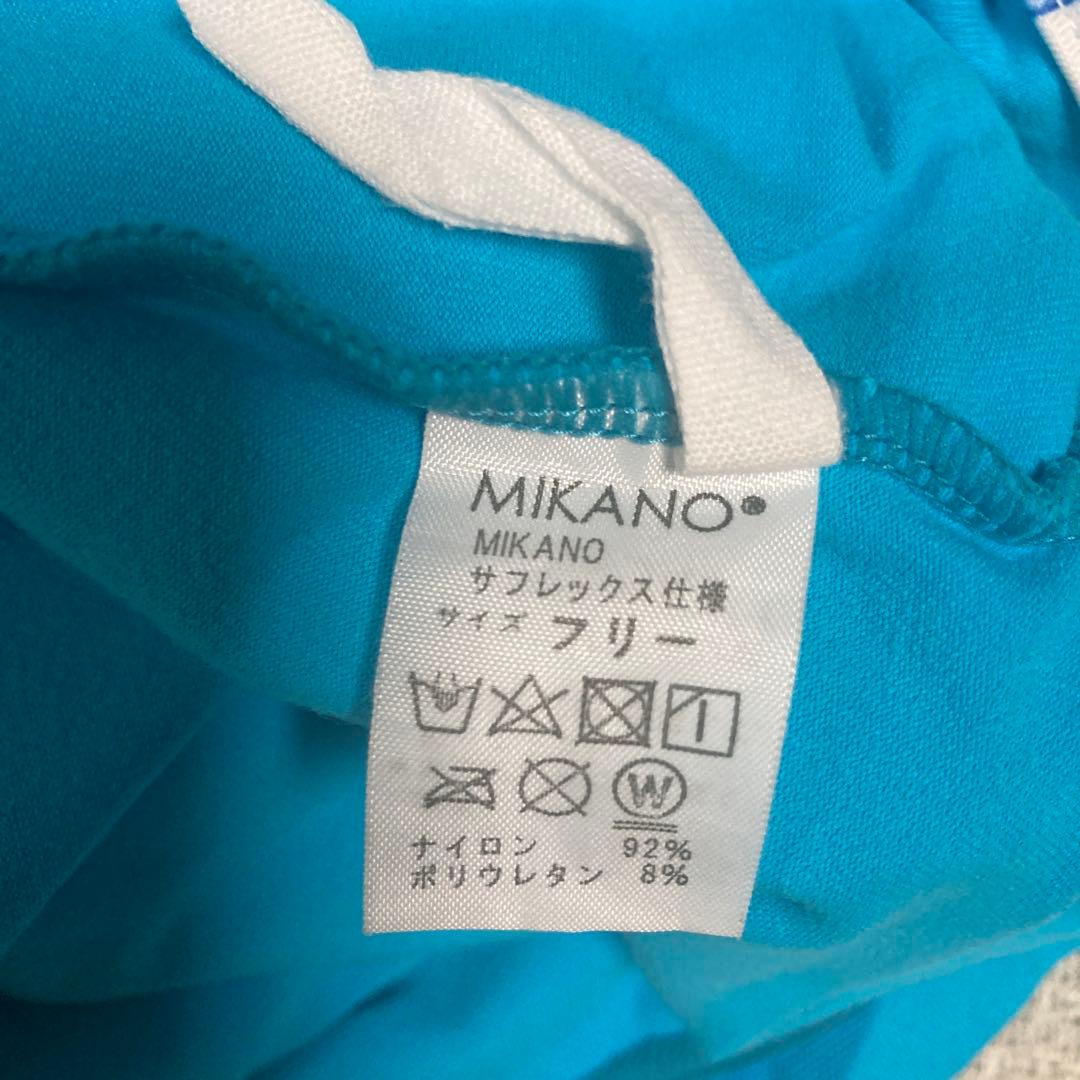 MIKANO®
MIKANO
サフレックス仕様
サイズ フリー
W
ナイロン 92%
ポリウレタン 8%